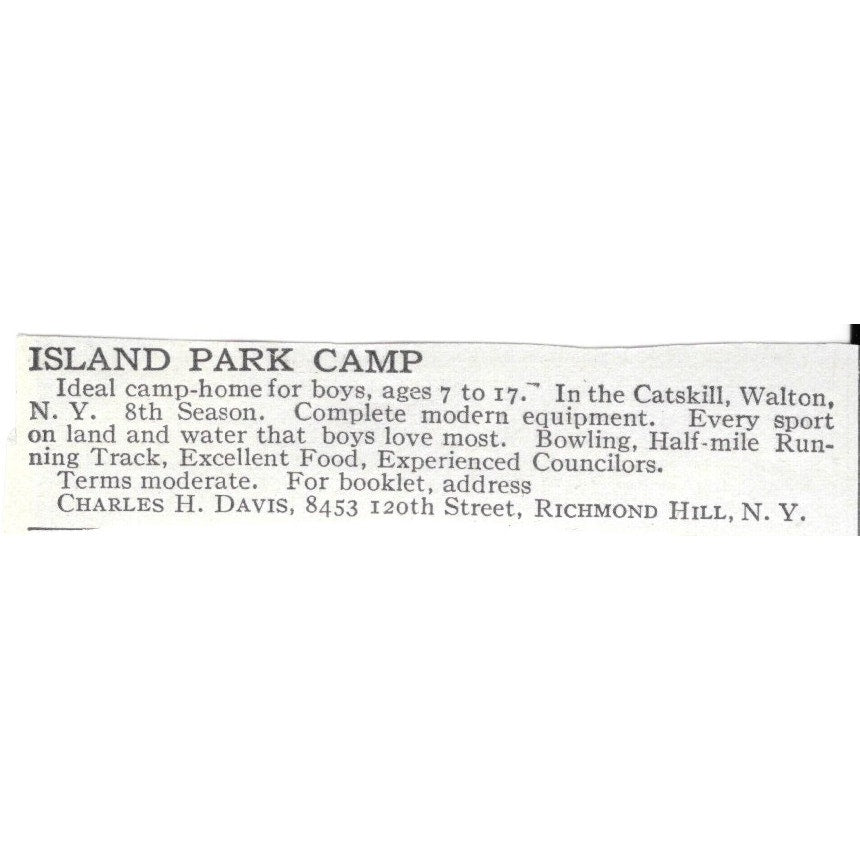 ISLAND PARK CAMP
Ideal camp-home for boys, ages 7 to 17. In the Catskill, Walton,
N. Y. 8th Season. Complete modern equipment. Every sport
on land and water that boys love most. Bowling, Half-mile Run-
ning Track, Excellent Food, Experienced Councilors.
Terms moderate. For booklet, address
CHARLES H. DAVIS, 8453 120th Street, RICHMOND HILL, N. Y.